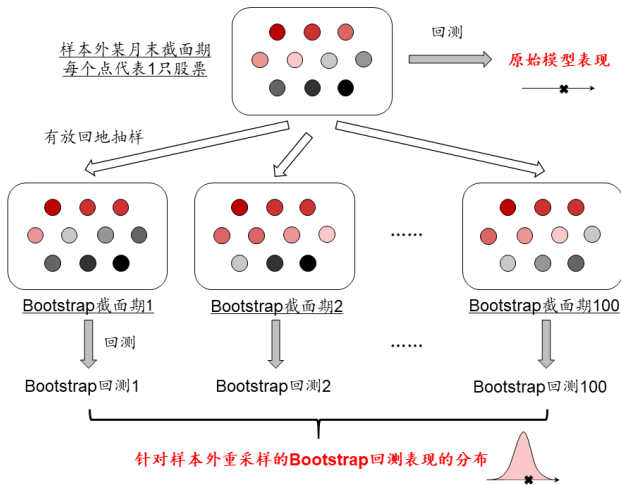 样本外某月末截面期
每个点代表1只股票
回测
原始模型表现
有放回地抽样
……
Bootstrap截面期1
Bootstrap截面期2
Bootstrap截面期100
回测
……
Bootstrap回测1
Bootstrap回测2
Bootstrap回测100
针对样本外重采样的Bootstrap回测表现的分布